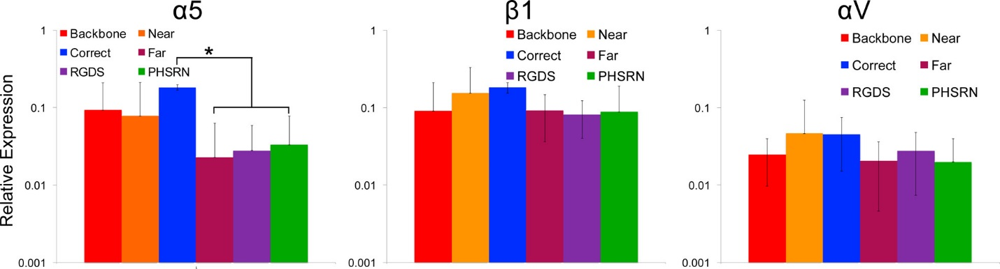 α5
β1
αV
Relative Expression
1
0.1
0.01
0.001
Backbone Near
Correct Far
RGDS PHSRN
*
1
0.1
0.01
0.001
Backbone Near
Correct Far
RGDS PHSRN
1
0.1
0.01
0.001
Backbone Near
Correct Far
RGDS PHSRN